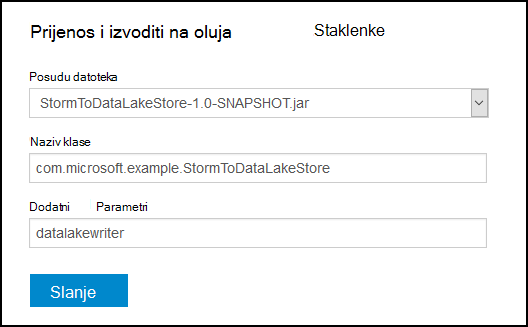 Prijenos i izvoditi na oluja Staklenke
Posudu datoteka
StormToDataLakeStore-1.0-SNAPSHOT.jar
Naziv klase
com.microsoft.example.StormToDataLakeStore
Dodatni Parametri
datalakewriter
Slanje